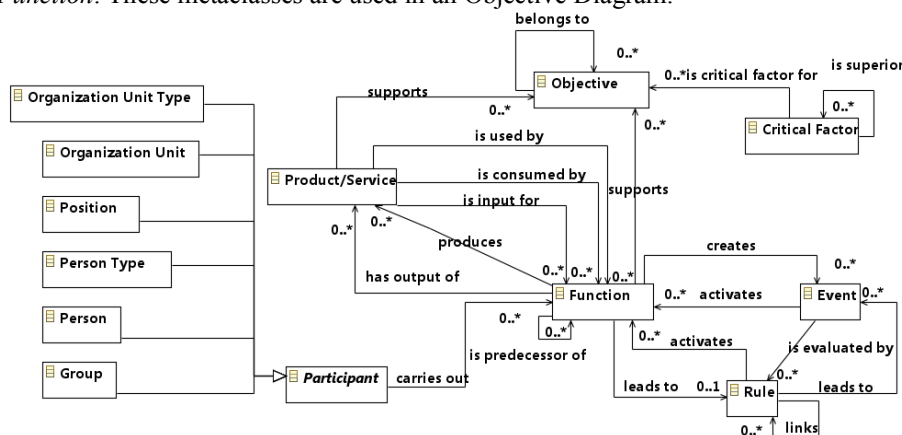 Function. These metaclasses are used in an Objective Diagram.
belongs to
0..*
is superior
Organization Unit Type
supports
0..*
Objective
0..*is critical factor for
0..*
0..*
Critical Factor
is used by
Organization Unit
Product/Service
is consumed by
supports
is input for
Position
0..*
0..*
produces
creates
Person Type
has output of
0..*
0..*
0..*
0..*
Function
0..*
activates
Event
0..*
Person
0..*
0..*
0..*
activates
is evaluated by
is predecessor of
Group
Participant
carries out
leads to
0..1
Rule
0..*
leads to
0..*
links